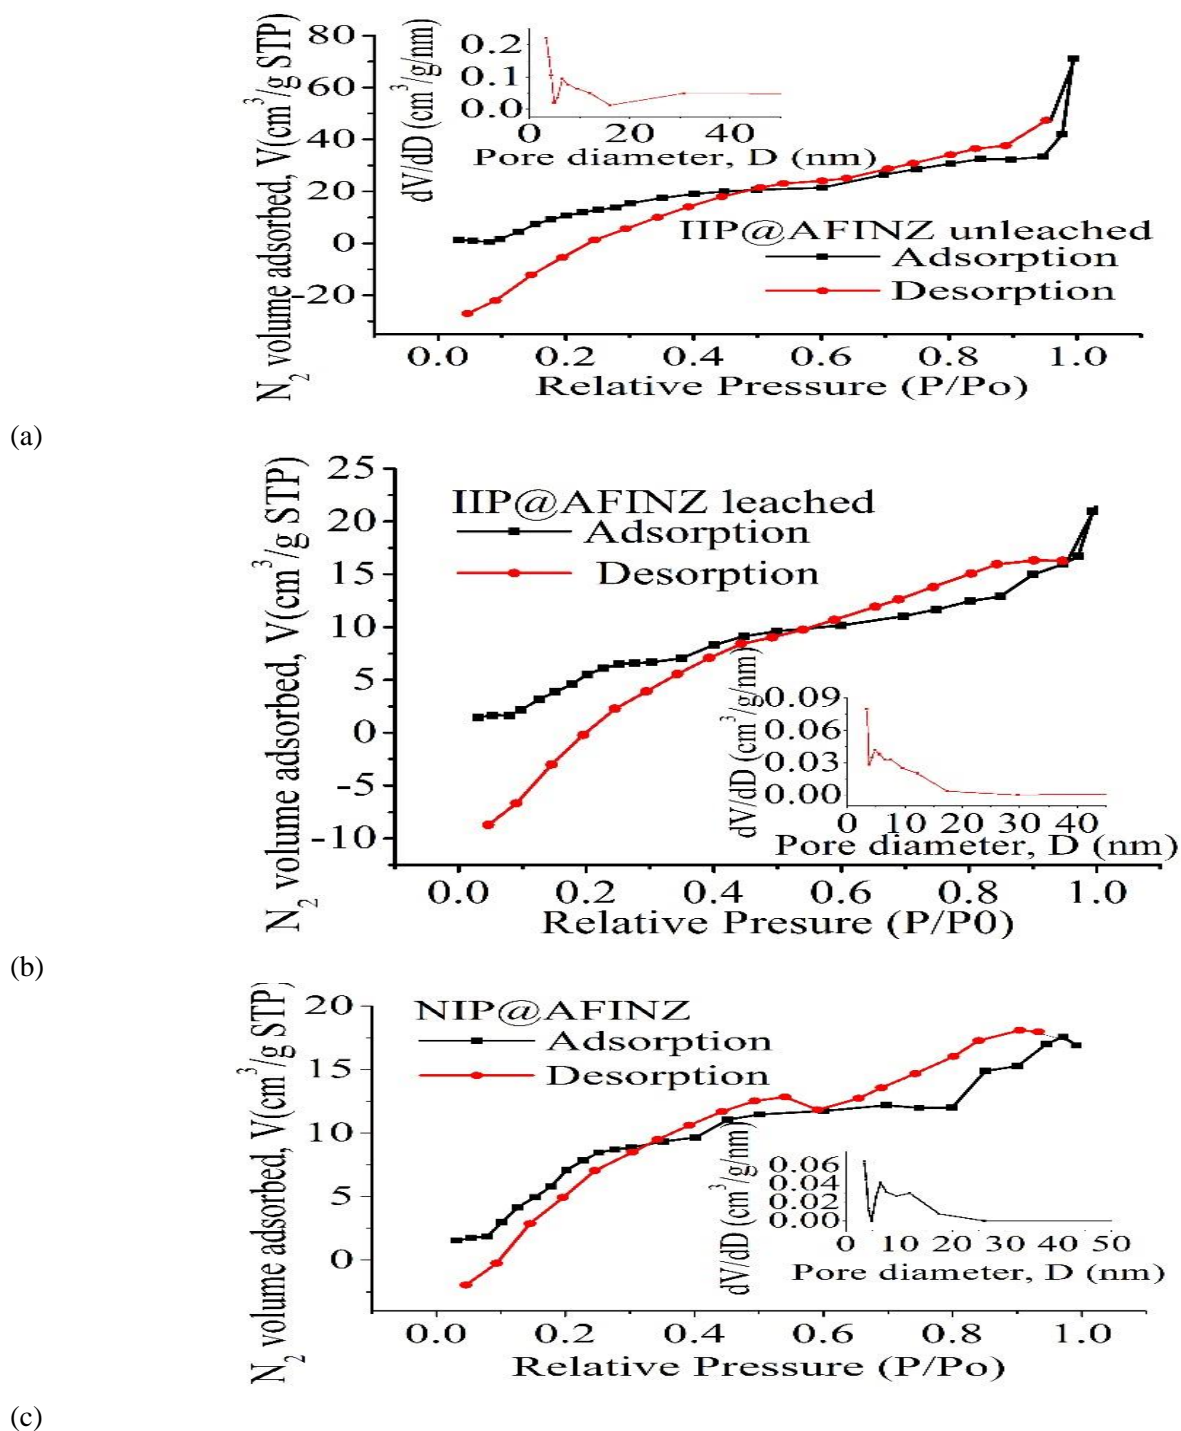 N2 volume adsorbed, V(cm3/g STP)
80
60
40
20
0
-20
0.0 0.2 0.4 0.6 0.8 1.0
Relative Pressure (P/Po)
dV/dD (cm3/g/nm)
0.2
0.1
0.0
0 20 40
Pore diameter, D (nm)
IIP@AFINZ unleached
Adsorption
Desorption
(a)
N2 volume adsorbed, V(cm3/g STP)
25
20
15
10
5
0
-5
-10
0.0 0.2 0.4 0.6 0.8 1.0
Relative Presure (P/P0)
IIP@AFINZ leached
Adsorption
Desorption
dV/dD (cm3/g/nm)
0.09
0.06
0.03
0.00
0 10 20 30 40
Pore diameter, D (nm)
(b)
N2 volume adsorbed, V(cm3/g STP)
20
15
10
5
0
0.0 0.2 0.4 0.6 0.8 1.0
Relative Pressure (P/Po)
NIP@AFINZ
Adsorption
Desorption
dV/dD (cm3/g/nm)
0.06
0.04
0.02
0.00
0 10 20 30 40 50
Pore diameter, D (nm)
(c)